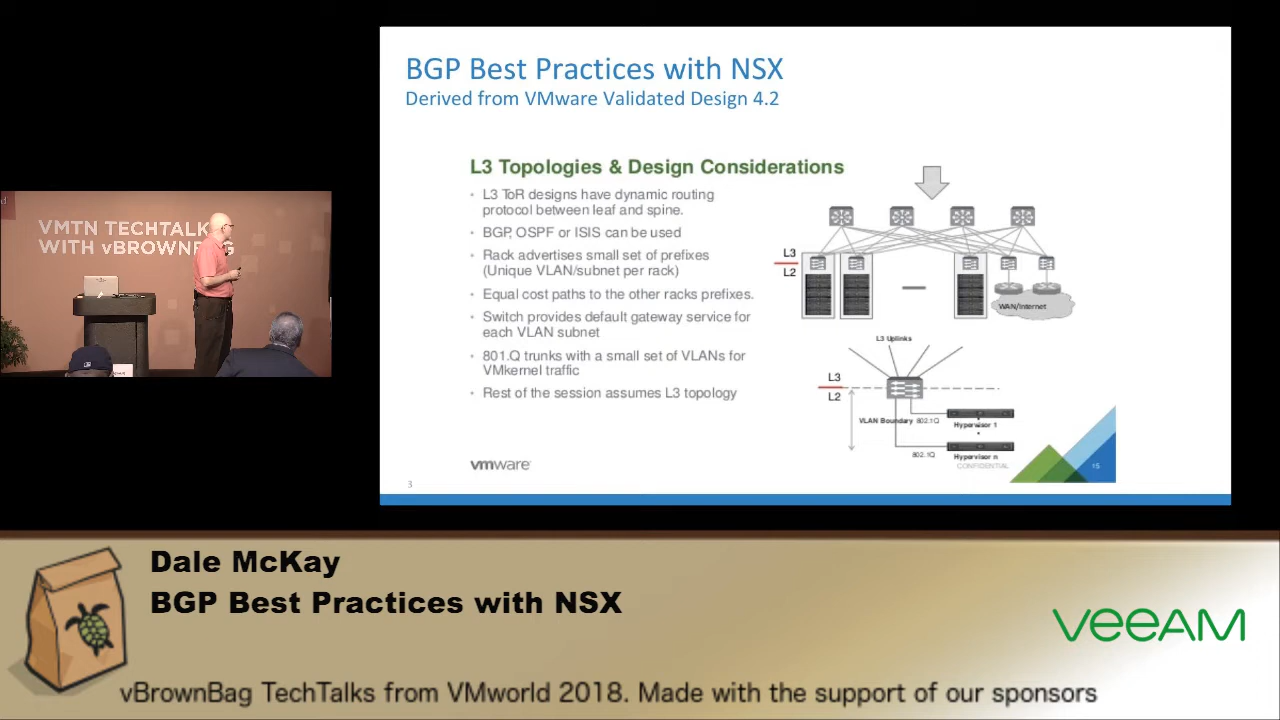 BGP Best Practices with NSX
Derived from VMware Validated Design 4.2
L3 Topologies & Design Considerations
L3 ToR designs have dynamic routing
protocol between leaf and spine.
BGP, OSPF or ISIS can be used
Rack advertises small set of prefixes
(Unique VLAN/subnet per rack)
Equal cost paths to the other racks prefixes.
Switch provides default gateway service for
each VLAN subnet
801.Q trunks with a small set of VLANs for
VMkernel traffic
Rest of the session assumes L3 topology
L3
L2
WAN/Internet
L3 Uplinks
L3
L2
VLAN Boundary 802.1Q
Hypervisor 1
802.1Q
Hypervisor n
CONFIDENTIAL
15
vmware
3
VMTN TECHTALK
WITH vBROWNBAG
Dale McKay
BGP Best Practices with NSX
veeAM
vBrownBag TechTalks from VMworld 2018. Made with the support of our sponsors